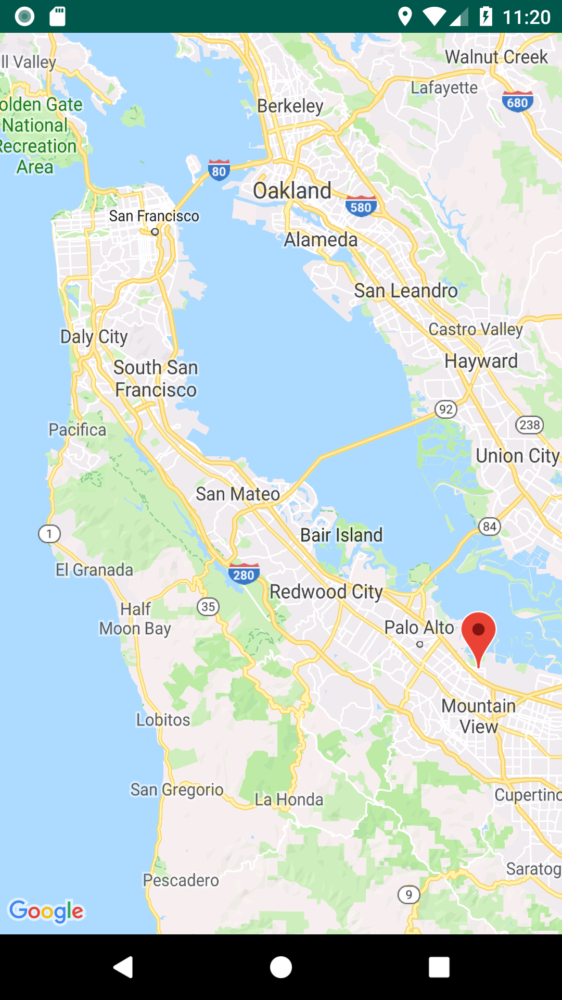 11:20
Walnut Creek
ll Valley
Lafayette
680
Berkeley
olden Gate
National
Recreation
Area
80
Oakland
580
San Francisco
Alameda
San Leandro
Castro Valley
Daly City
Hayward
South San
Francisco
92
238
Pacifica
Union City
San Mateo
84
1
Bair Island
El Granada
280
Redwood City
35
Half
Moon Bay
Palo Alto
Mountain
View
Lobitos
San Gregorio
La Honda
Cupertino
Saratog
Pescadero
9
Google